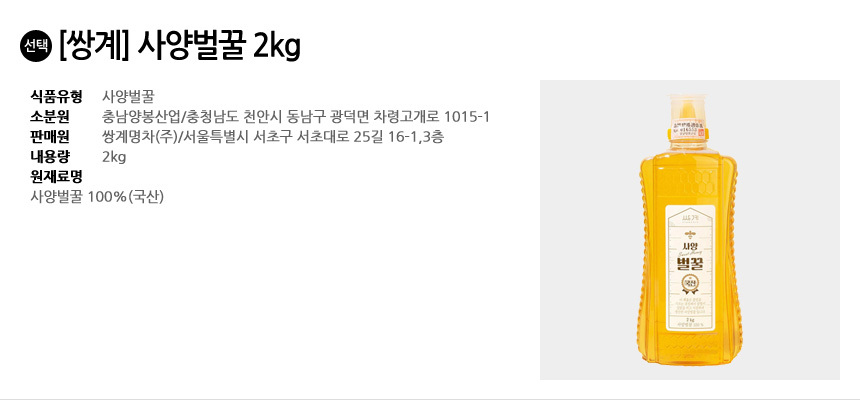 선택 [쌍계] 사양벌꿀 2kg
식품유형 사양벌꿀
소분원 충남양봉산업/충청남도 천안시 동남구 광덕면 차령고개로 1015-1
판매원 쌍계명차(주)/서울특별시 서초구 서초대로 25길 16-1,3층
내용량 2kg
원재료명
사양벌꿀 100%(국산)
사양
벌꿀
국산
2kg